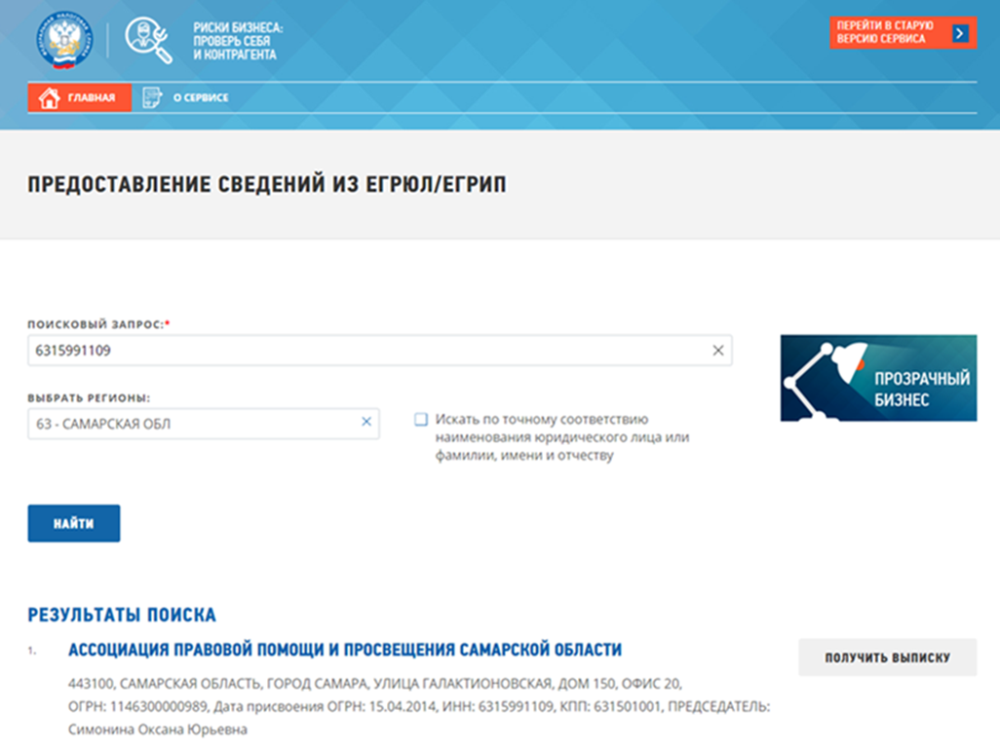 РИСКИ БИЗНЕСА:
ПРОВЕРЬ СЕБЯ
И КОНТРАГЕНТА
ПЕРЕЙТИ В СТАРУЮ
ВЕРСИЮ СЕРВИСА
ГЛАВНАЯ
О СЕРВИСЕ
ПРЕДОСТАВЛЕНИЕ СВЕДЕНИЙ ИЗ ЕГРЮЛ/ЕГРИП
ПОИСКОВЫЙ ЗАПРОС:*
6315991109
ВЫБРАТЬ РЕГИОНЫ:
63 - САМАРСКАЯ ОБЛ
Искать по точному соответствию
наименования юридического лица или
фамилии, имени и отчеству
ПРОЗРАЧНЫЙ
БИЗНЕС
НАЙТИ
РЕЗУЛЬТАТЫ ПОИСКА
1. АССОЦИАЦИЯ ПРАВОВОЙ ПОМОЩИ И ПРОСВЕЩЕНИЯ САМАРСКОЙ ОБЛАСТИ
ПОЛУЧИТЬ ВЫПИСКУ
443100, САМАРСКАЯ ОБЛАСТЬ, ГОРОД САМАРА, УЛИЦА ГАЛАКТИОНОВСКАЯ, ДОМ 150, ОФИС 20,
ОГРН: 1146300000989, Дата присвоения ОГРН: 15.04.2014, ИНН: 6315991109, КПП: 631501001, ПРЕДСЕДАТЕЛЬ:
Симонина Оксана Юрьевна